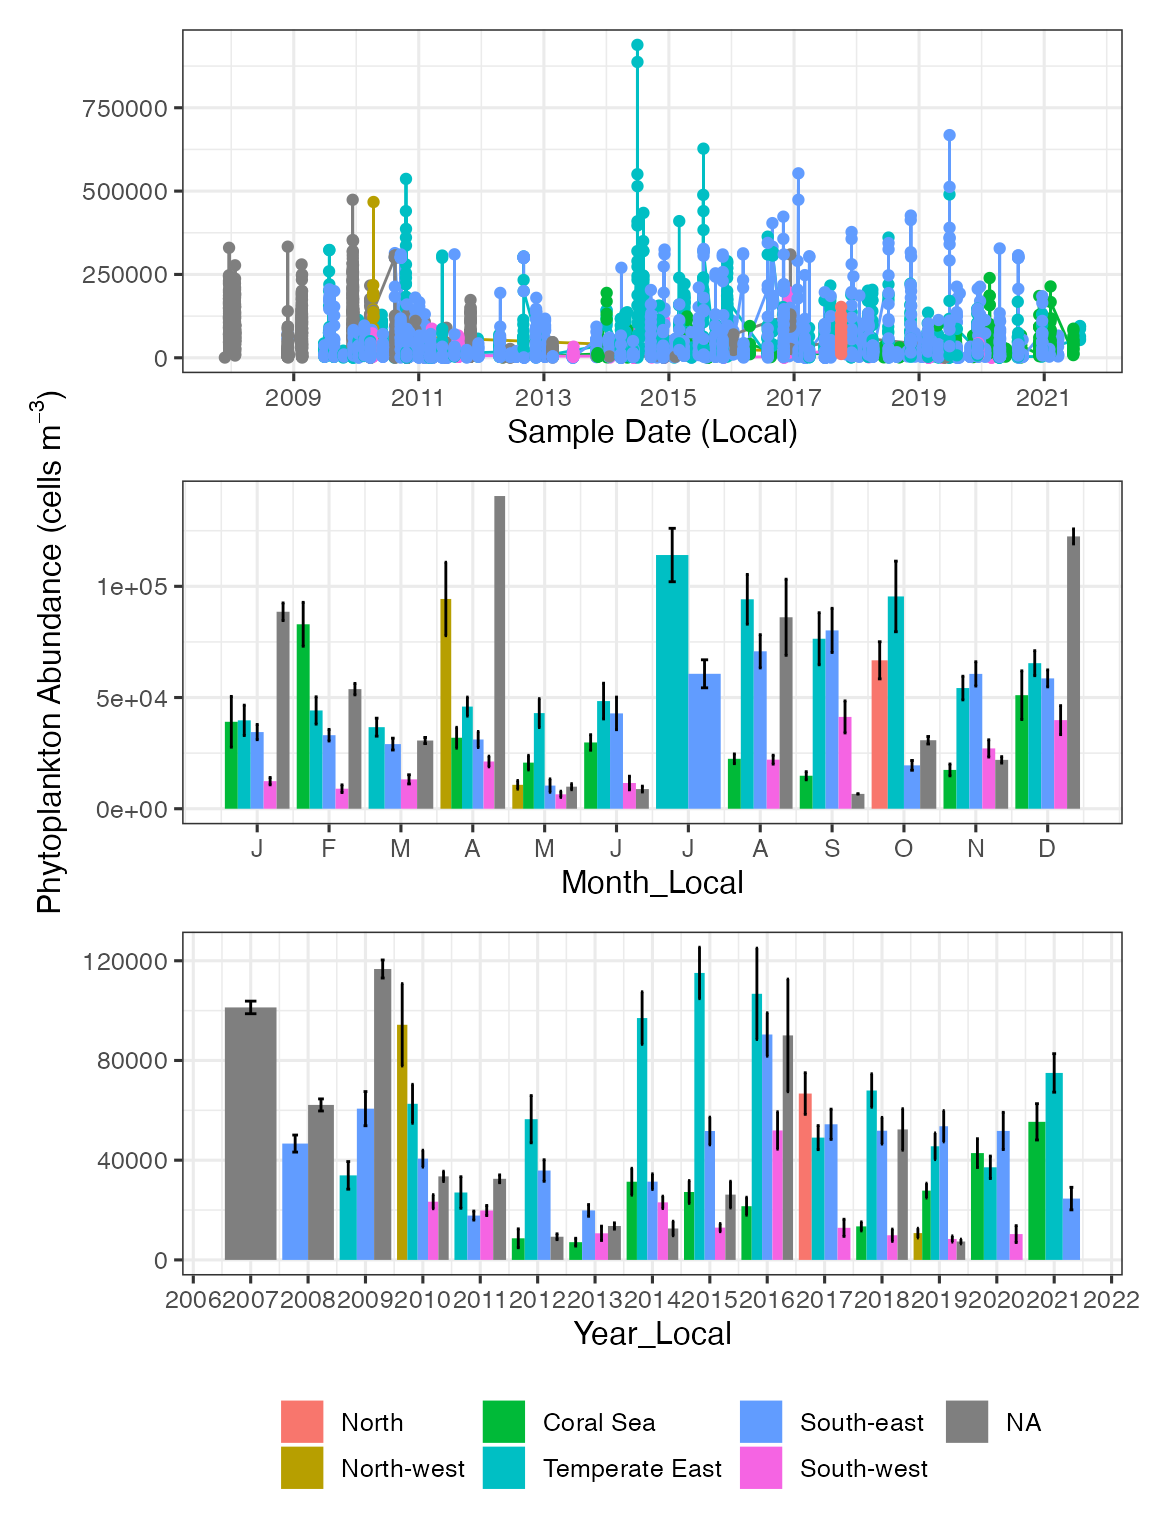 Phytoplankton Abundance (cells m⁻³)
750000
500000
250000
0
2009 2011 2013 2015 2017 2019 2021
Sample Date (Local)
1e+05
5e+04
0e+00
J F M A M J J A S O N D
Month_Local
120000
80000
40000
0
2006 2007 2008 2009 2010 2011 2012 2013 2014 2015 2016 2017 2018 2019 2020 2021 2022
Year_Local
North Coral Sea South-east NA
North-west Temperate East South-west